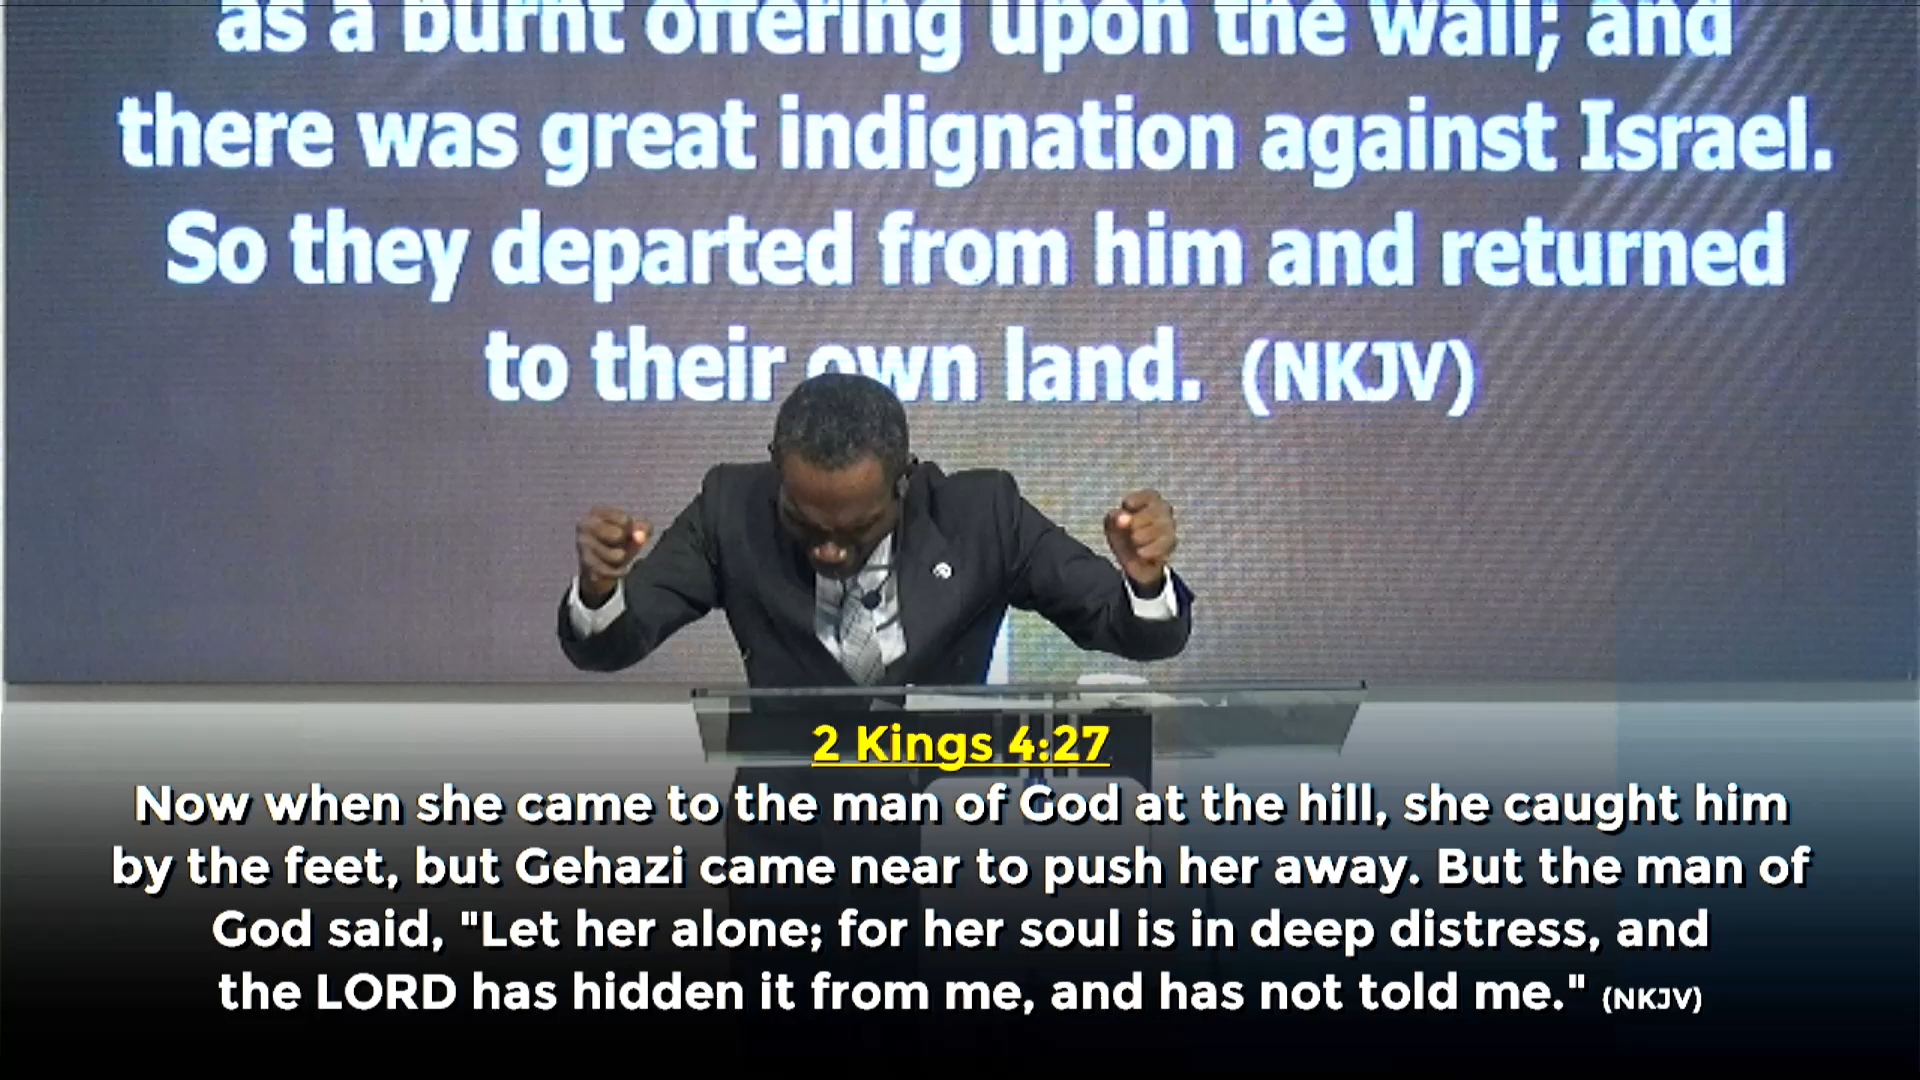 as a burnt offering upon the wall; and
there was great indignation against Israel.
So they departed from him and returned
to their own land. (NKJV)
2 Kings 4:27
Now when she came to the man of God at the hill, she caught him
by the feet, but Gehazi came near to push her away. But the man of
God said, "Let her alone; for her soul is in deep distress, and
the LORD has hidden it from me, and has not told me." (NKJV)